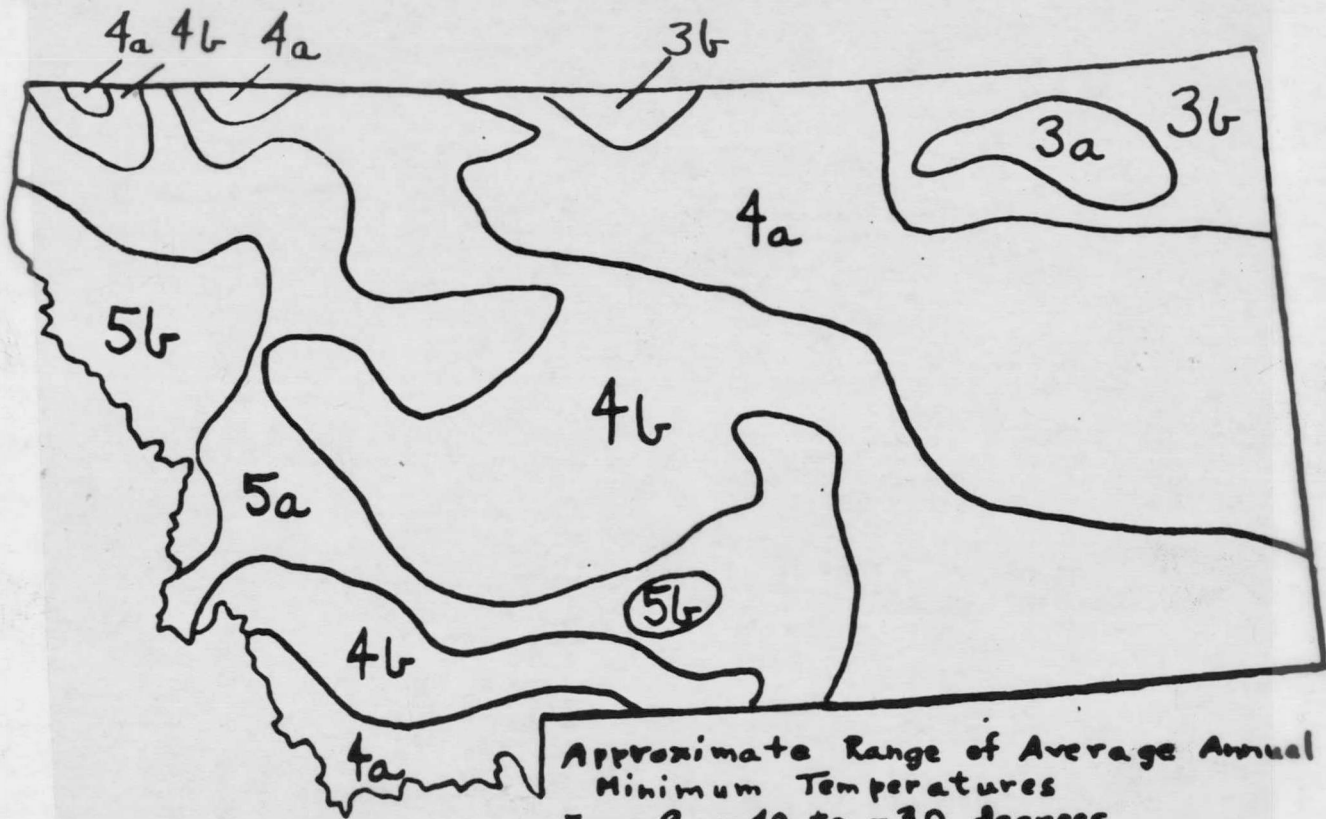 4a 4b 4a
3b
3b
3a
4a
5b
4b
5a
5b
4b
4a
Approximate Range of Average Annual
Minimum Temperatures